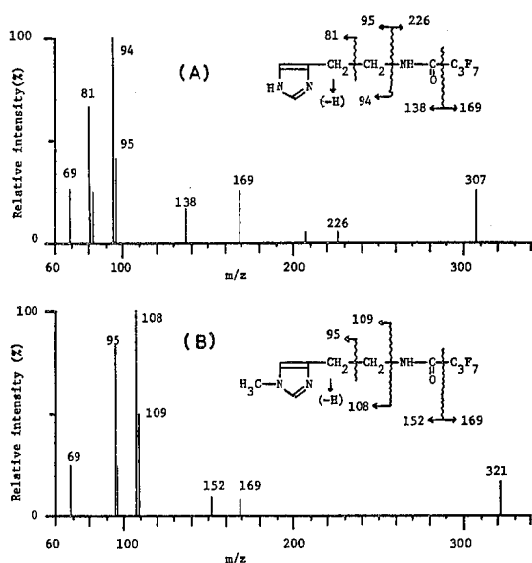 100
Relative intensity(%)
0
(A)
94
81
95
69
138
169
226
307
60
100
200
300
m/z
95
226
81
CH2
CH2
NH
C
O
C3F7
H N
N
(-H)
94
138
169
100
Relative intensity(%)
0
(B)
108
95
109
69
152
169
321
60
100
200
300
m/z
109
95
H3C
N
N
CH2
CH2
NH
C
O
C3F7
(-H)
108
152
169